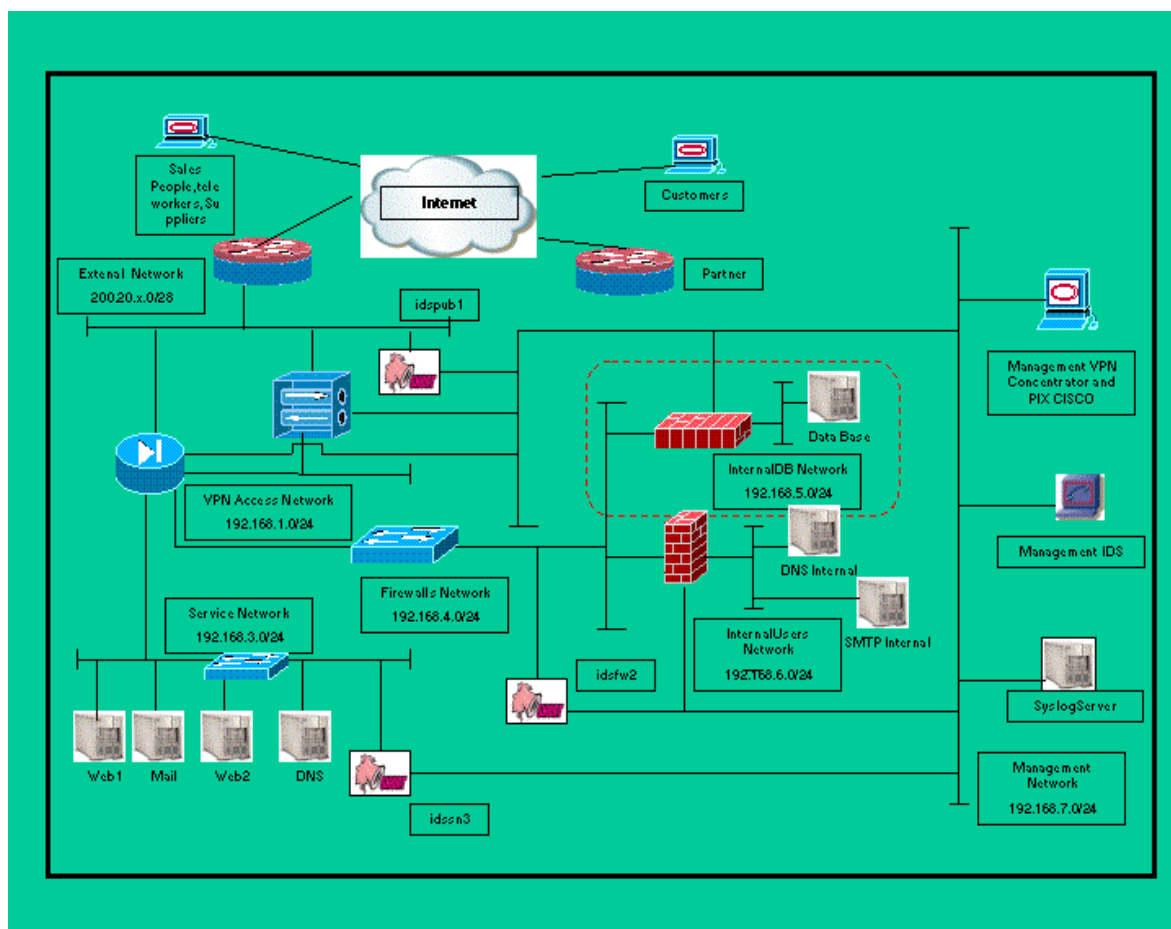 Sales
People,tele
workers,Su
ppliers
Internet
Customers
Partner
Extenal Network
200.20.x.0/28
idspub1
Management VPN
Concentrator and
PIX CISCO
Data Base
InternalDB Network
192.168.5.0/24
VPN Access Network
192.168.1.0/24
DNS Internal
Management IDS
Firewalls Network
192.168.4.0/24
Service Network
192.168.3.0/24
SMTP Internal
InternalUsers
Network
192.168.6.0/24
idsfw2
SyslogServer
Web1
Mail
Web2
DNS
Management
Network
192.168.7.0/24
idssn3